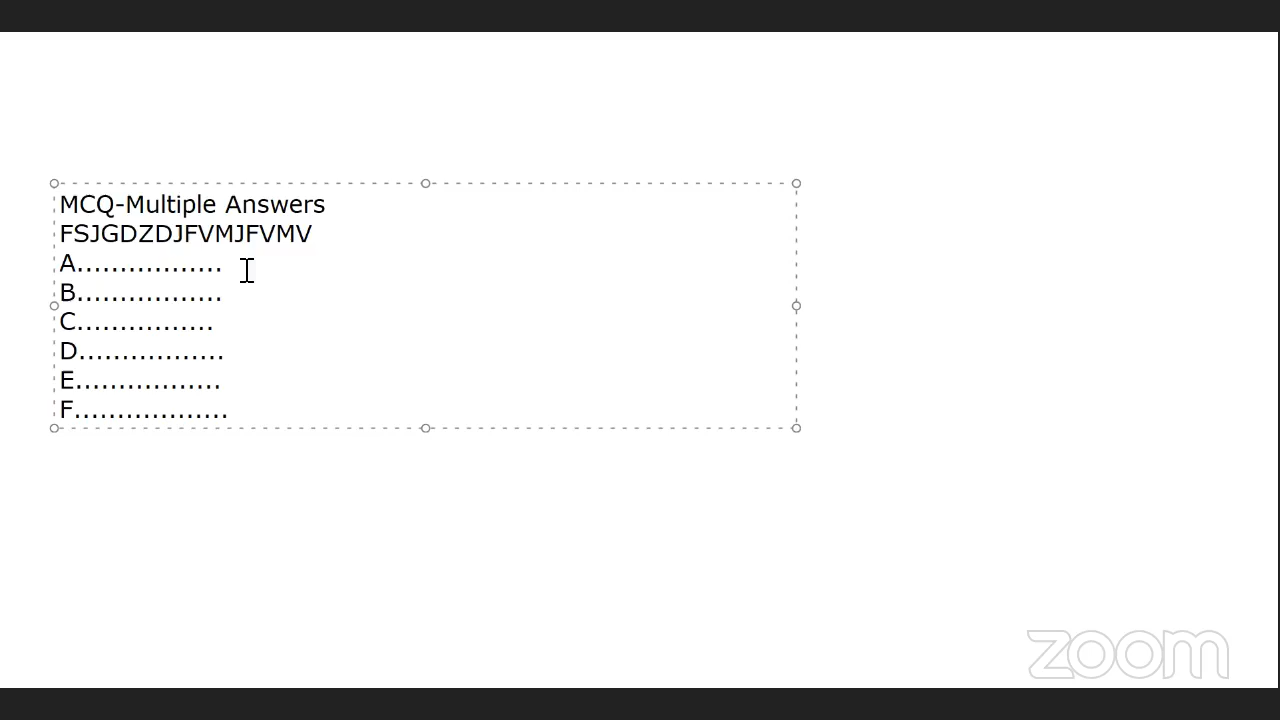 MCQ-Multiple Answers
FSJGDZDJFVMJFVMV
A.................
B.................
C................
D.................
E.................
F..................
zoom